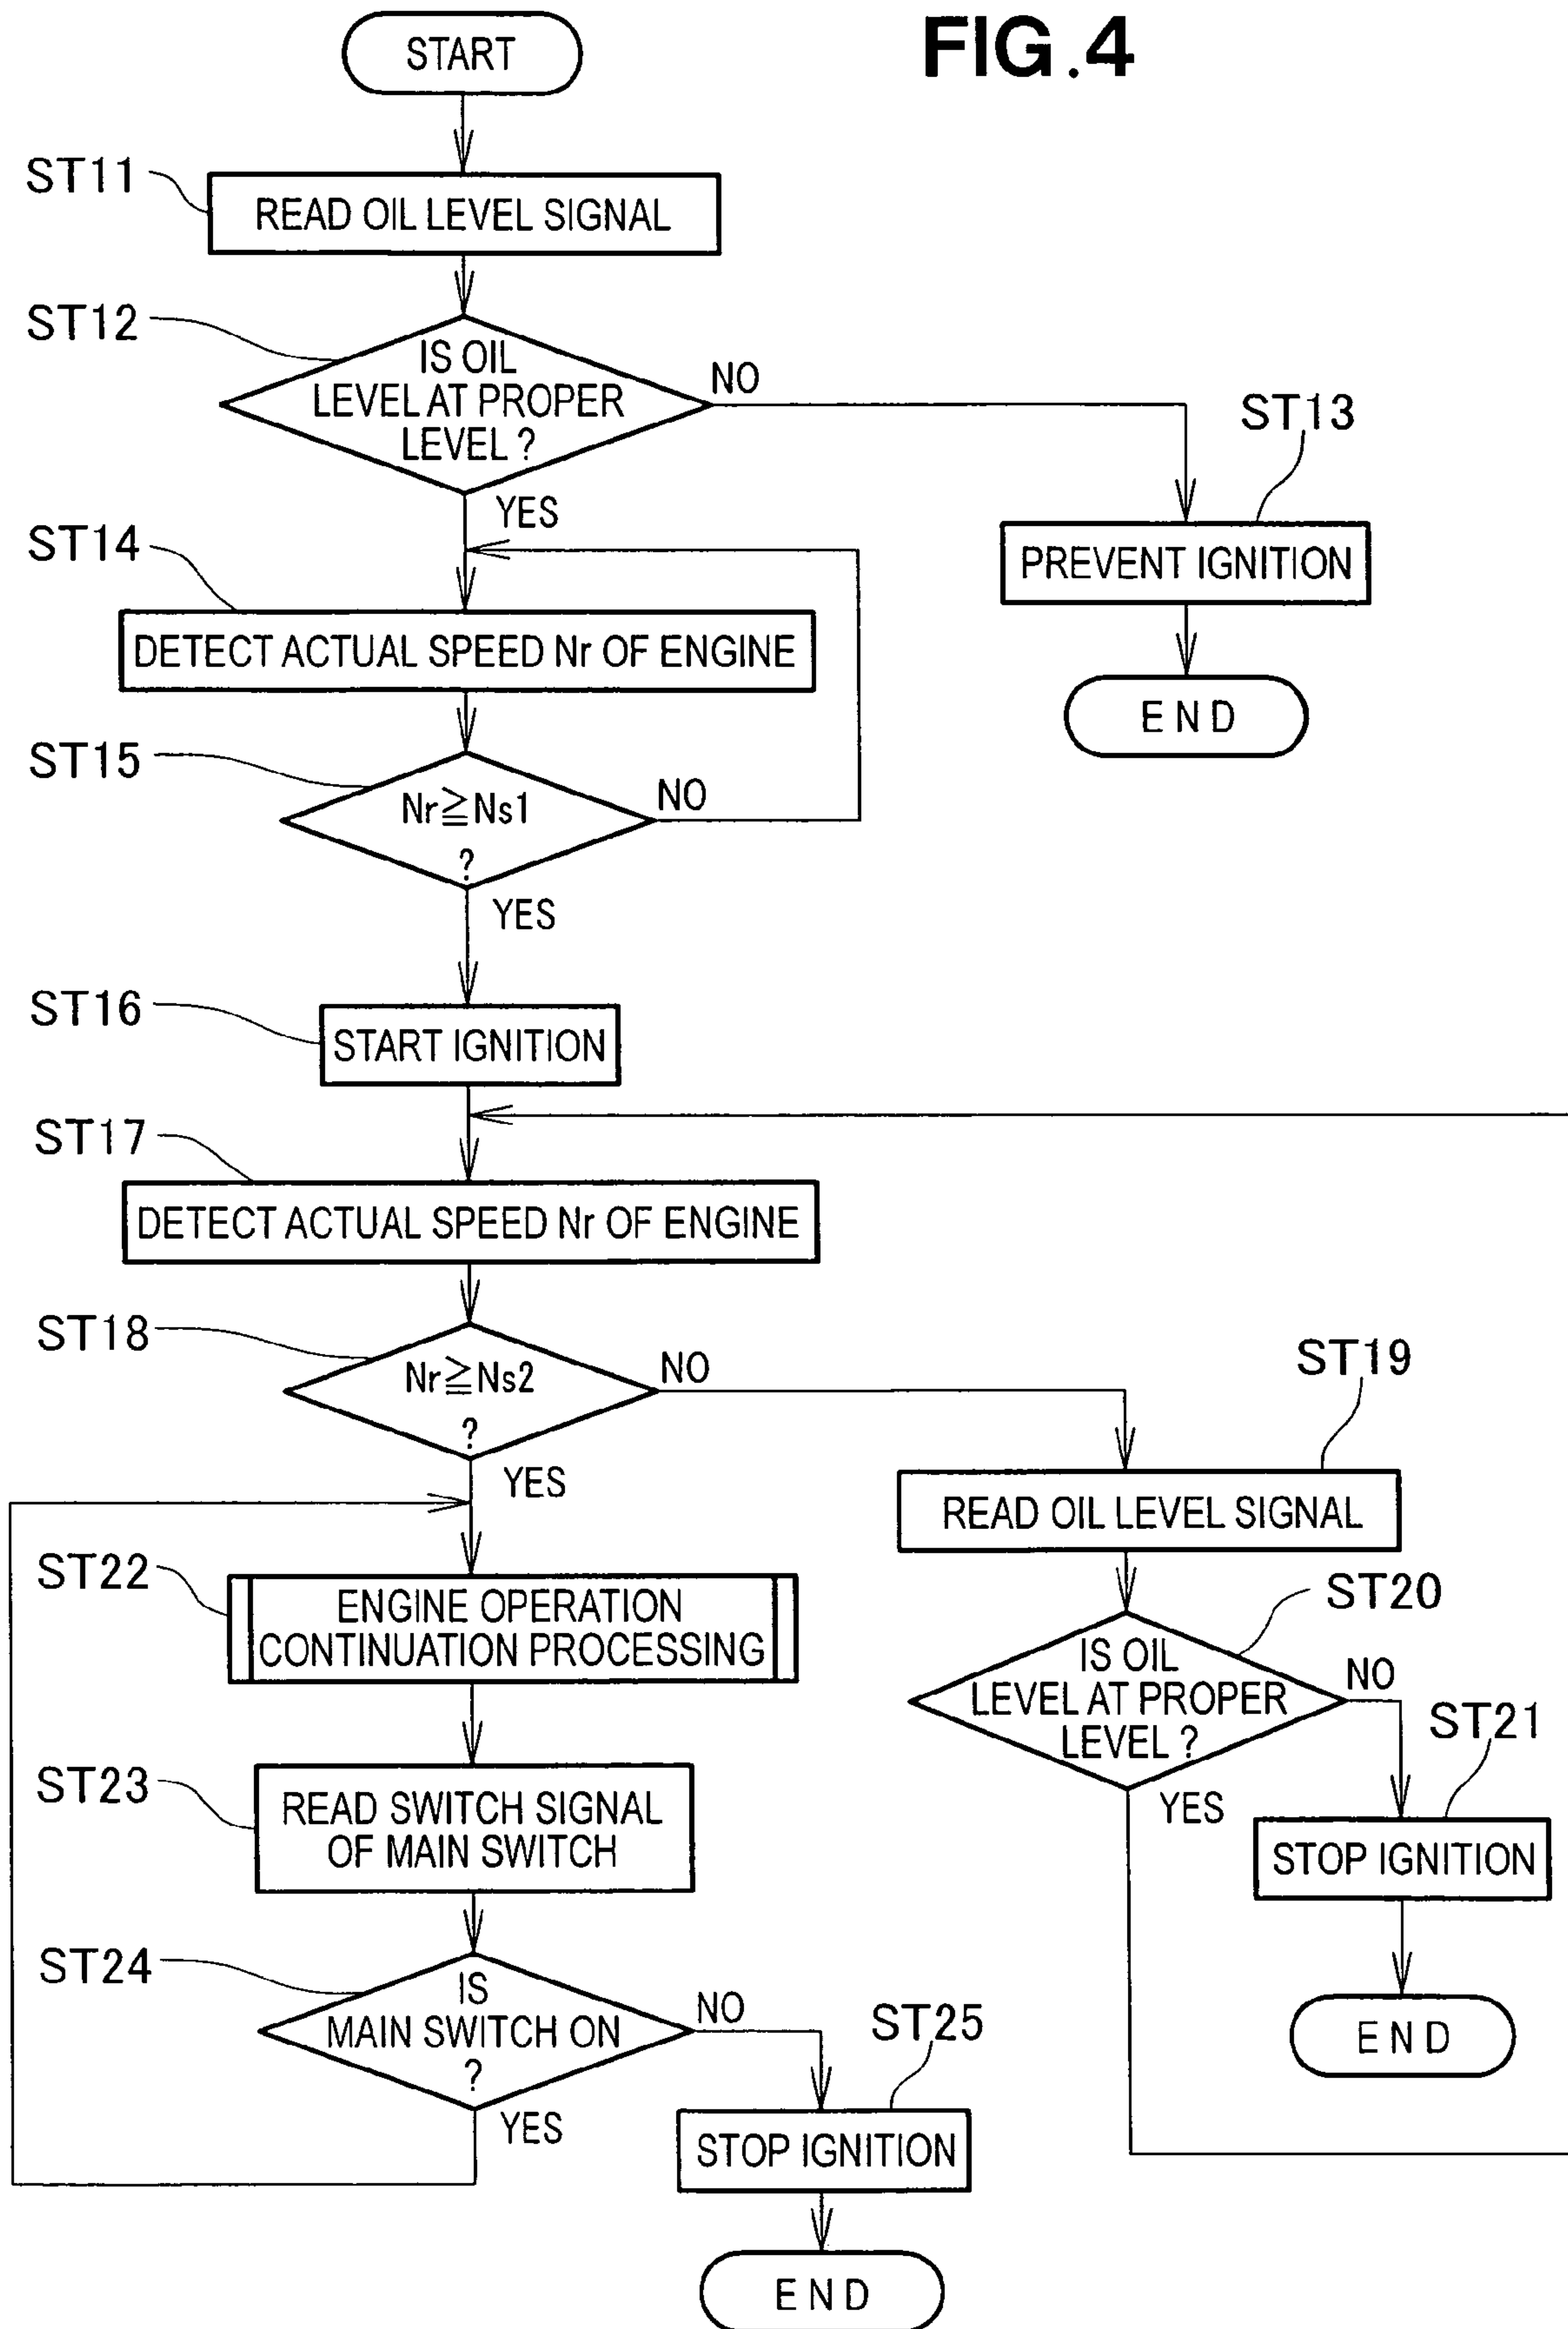 FIG.4
START
ST11
READ OIL LEVEL SIGNAL
ST12
IS OIL
LEVEL AT PROPER
LEVEL ?
NO
YES
ST13
PREVENT IGNITION
END
ST14
DETECT ACTUAL SPEED Nr OF ENGINE
ST15
Nr≧Ns1
?
NO
YES
ST16
START IGNITION
ST17
DETECT ACTUAL SPEED Nr OF ENGINE
ST18
Nr≧Ns2
?
NO
YES
ST19
READ OIL LEVEL SIGNAL
ST20
IS OIL
LEVEL AT PROPER
LEVEL ?
NO
YES
ST21
STOP IGNITION
END
ST22
ENGINE OPERATION
CONTINUATION PROCESSING
ST23
READ SWITCH SIGNAL
OF MAIN SWITCH
ST24
IS
MAIN SWITCH ON
?
NO
YES
ST25
STOP IGNITION
END